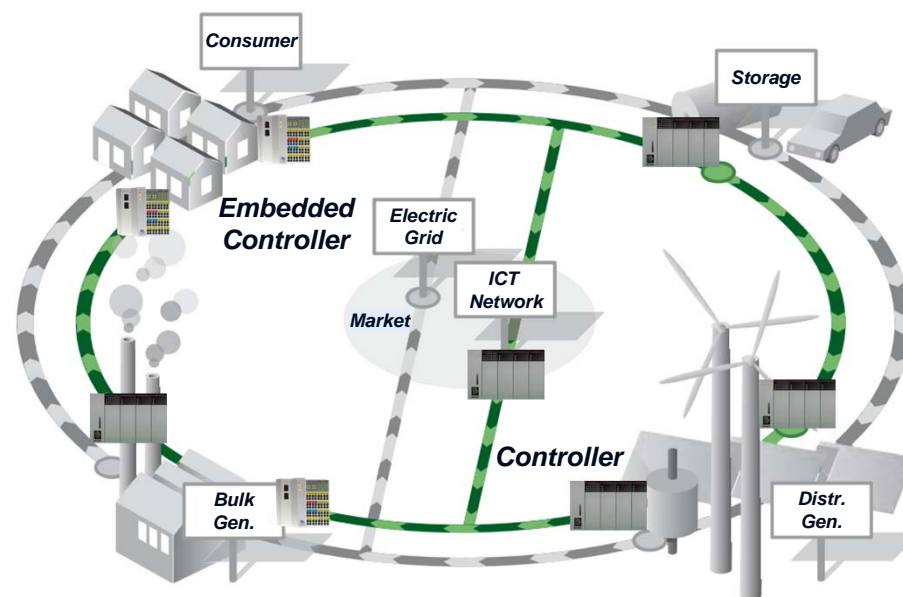 Consumer
Storage
Embedded
Controller
Electric
Grid
ICT
Network
Market
Controller
Bulk
Gen.
Distr.
Gen.